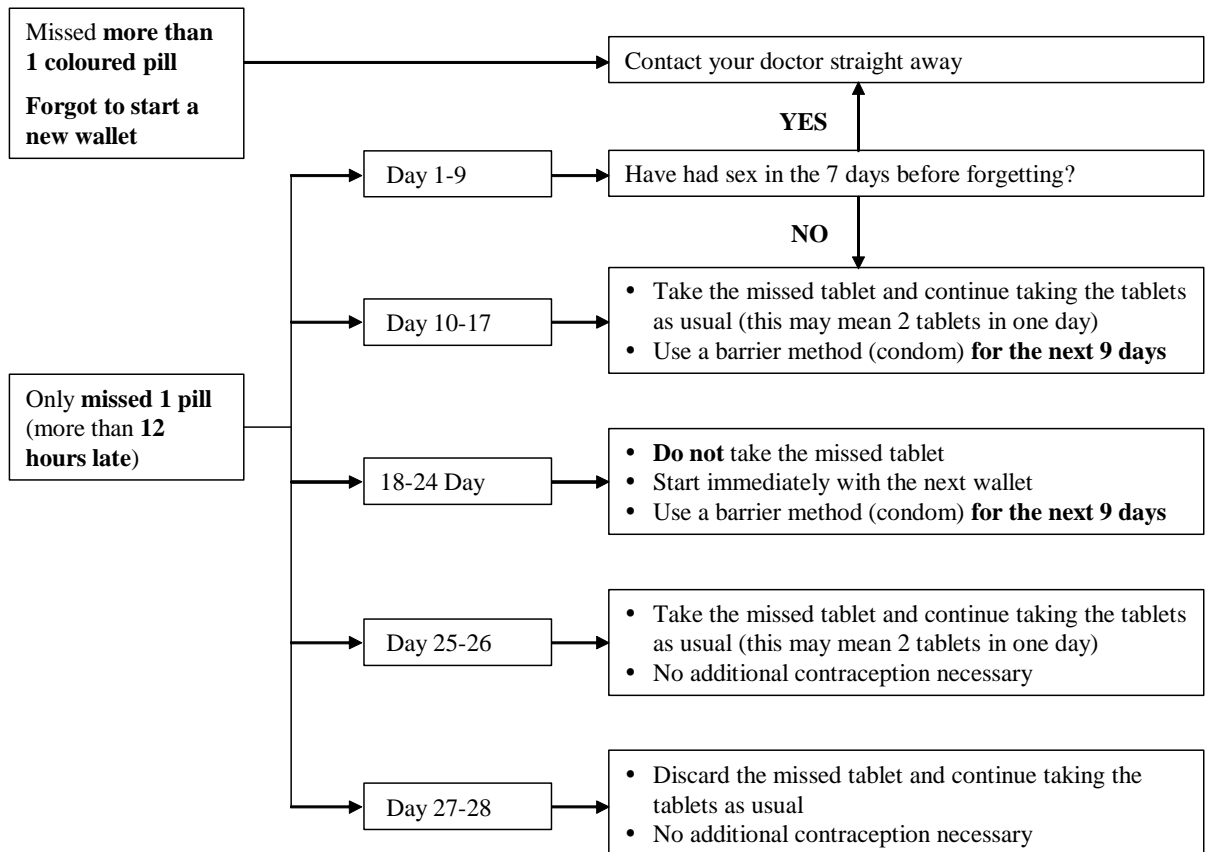 Missed more than
1 coloured pill
Forgot to start a
new wallet
Contact your doctor straight away
YES
Day 1-9
Have had sex in the 7 days before forgetting?
NO
Day 10-17
• Take the missed tablet and continue taking the tablets
as usual (this may mean 2 tablets in one day)
• Use a barrier method (condom) for the next 9 days
Only missed 1 pill
(more than 12
hours late)
18-24 Day
• Do not take the missed tablet
• Start immediately with the next wallet
• Use a barrier method (condom) for the next 9 days
Day 25-26
• Take the missed tablet and continue taking the tablets
as usual (this may mean 2 tablets in one day)
• No additional contraception necessary
Day 27-28
• Discard the missed tablet and continue taking the
tablets as usual
• No additional contraception necessary